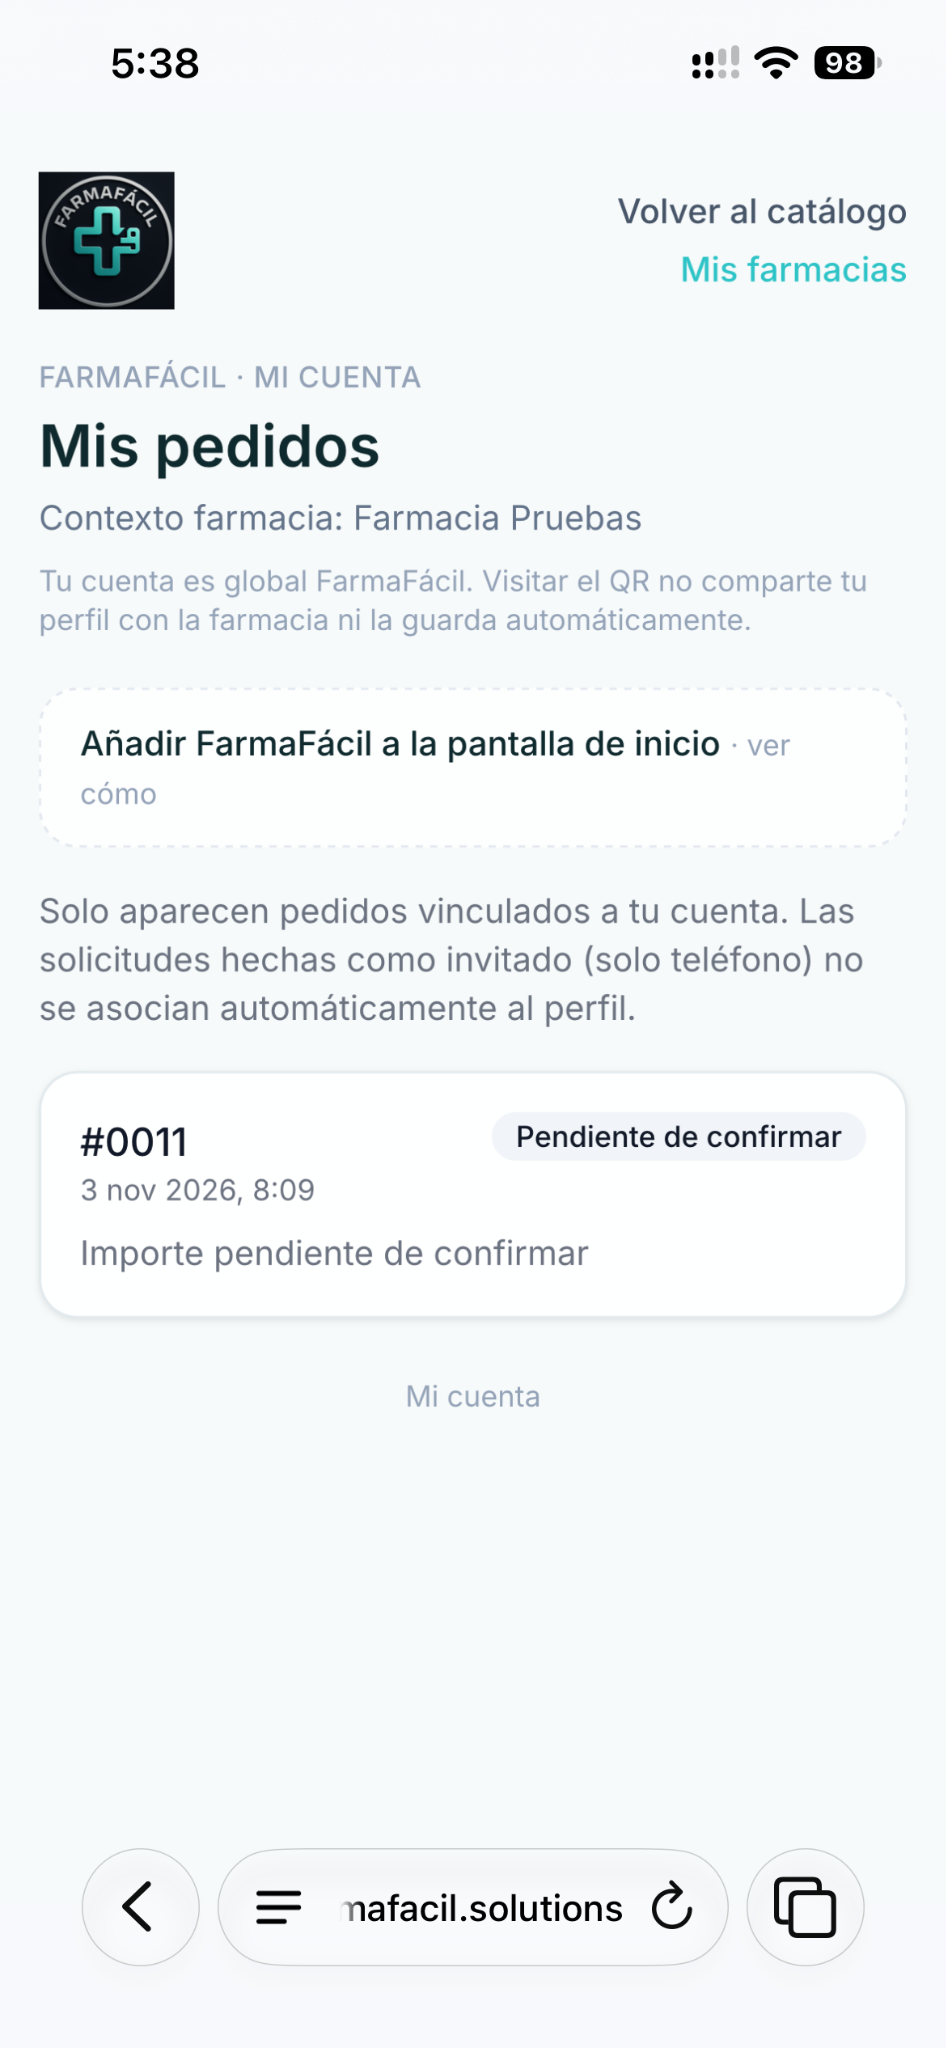 5:38
98
FARMAFÁCIL
Volver al catálogo
Mis farmacias
FARMAFÁCIL · MI CUENTA
Mis pedidos
Contexto farmacia: Farmacia Pruebas
Tu cuenta es global FarmaFácil. Visitar el QR no comparte tu
perfil con la farmacia ni la guarda automáticamente.
Añadir FarmaFácil a la pantalla de inicio · ver
cómo
Solo aparecen pedidos vinculados a tu cuenta. Las
solicitudes hechas como invitado (solo teléfono) no
se asocian automáticamente al perfil.
#0011
Pendiente de confirmar
3 nov 2026, 8:09
Importe pendiente de confirmar
Mi cuenta
mafacil.solutions